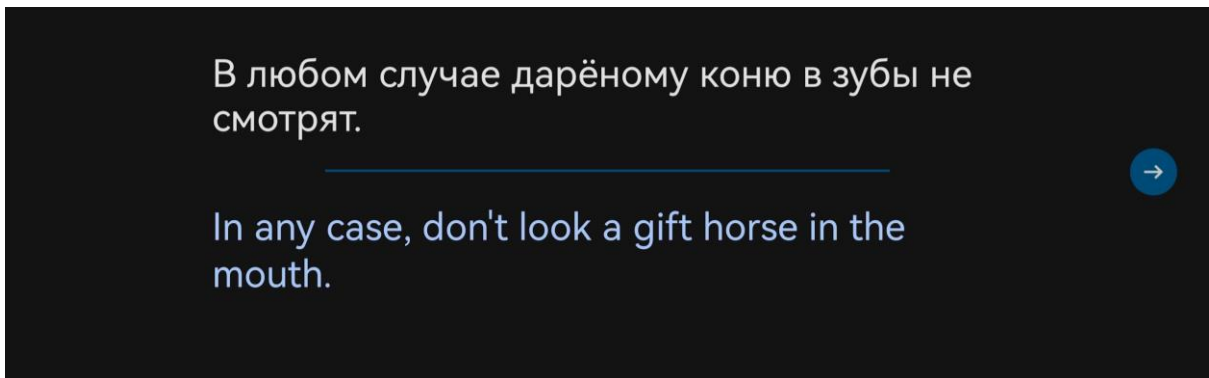 В любом случае дарёному коню в зубы не
смотрят.
In any case, don't look a gift horse in the
mouth.